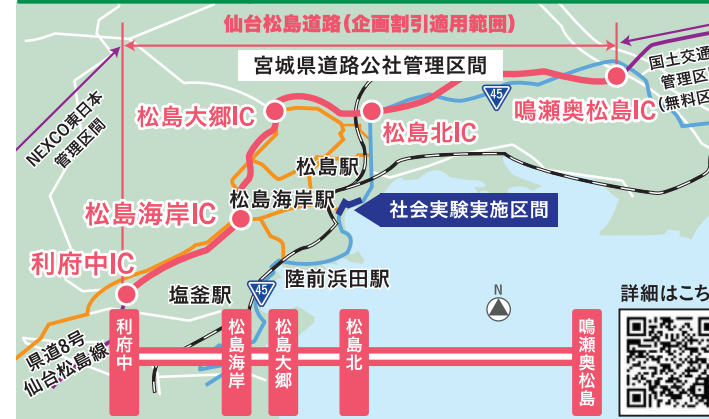 仙台松島道路(企画割引適用範囲)
宮城県道路公社管理区間
国土交通
管理区
(無料区
NEXCO東日本
管理区間
松島大郷IC
松島北IC
45
鳴瀬奥松島IC
松島駅
松島海岸駅
松島海岸IC
社会実験実施区間
利府中IC
塩釜駅
45
陸前浜田駅
N
詳細はこち
県道8号
仙台松島線
利府中
松島海岸
松島大郷
松島北
鳴瀬奥松島